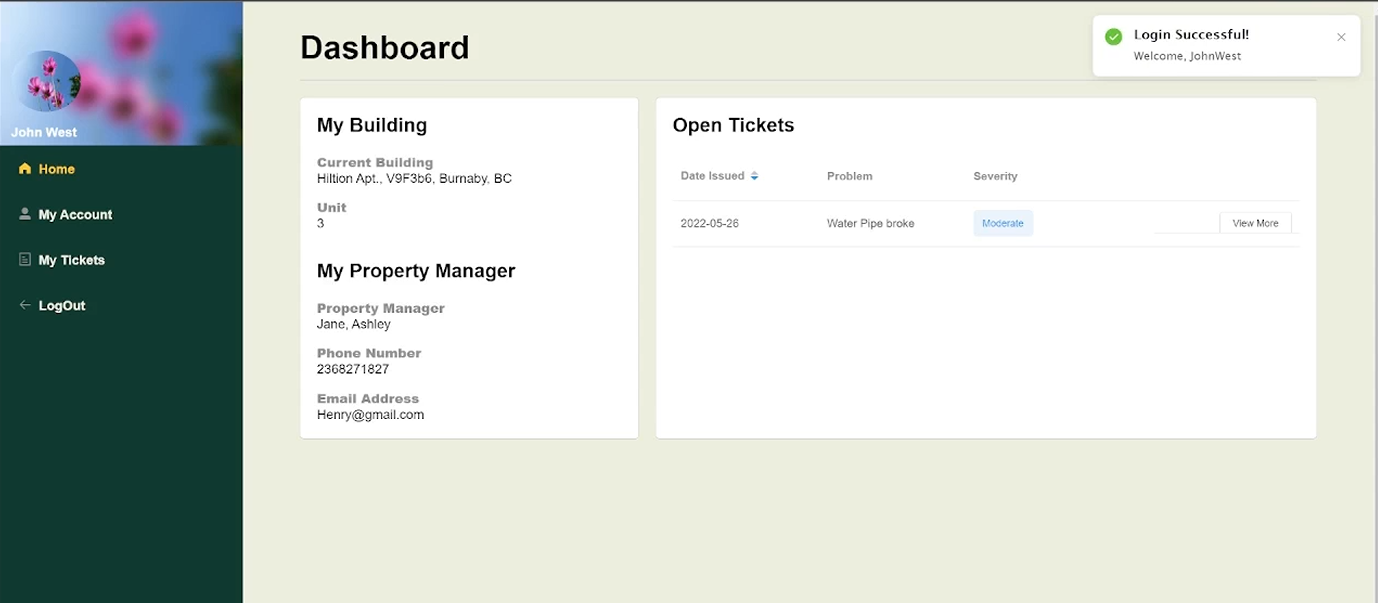 John West
Home
My Account
My Tickets
LogOut
Dashboard
Login Successful!
Welcome, JohnWest
My Building
Current Building
Hiltion Apt., V9F3b6, Burnaby, BC
Unit
3
My Property Manager
Property Manager
Jane, Ashley
Phone Number
2368271827
Email Address
Henry@gmail.com
Open Tickets
Date Issued Problem Severity
2022-05-26 Water Pipe broke Moderate View More